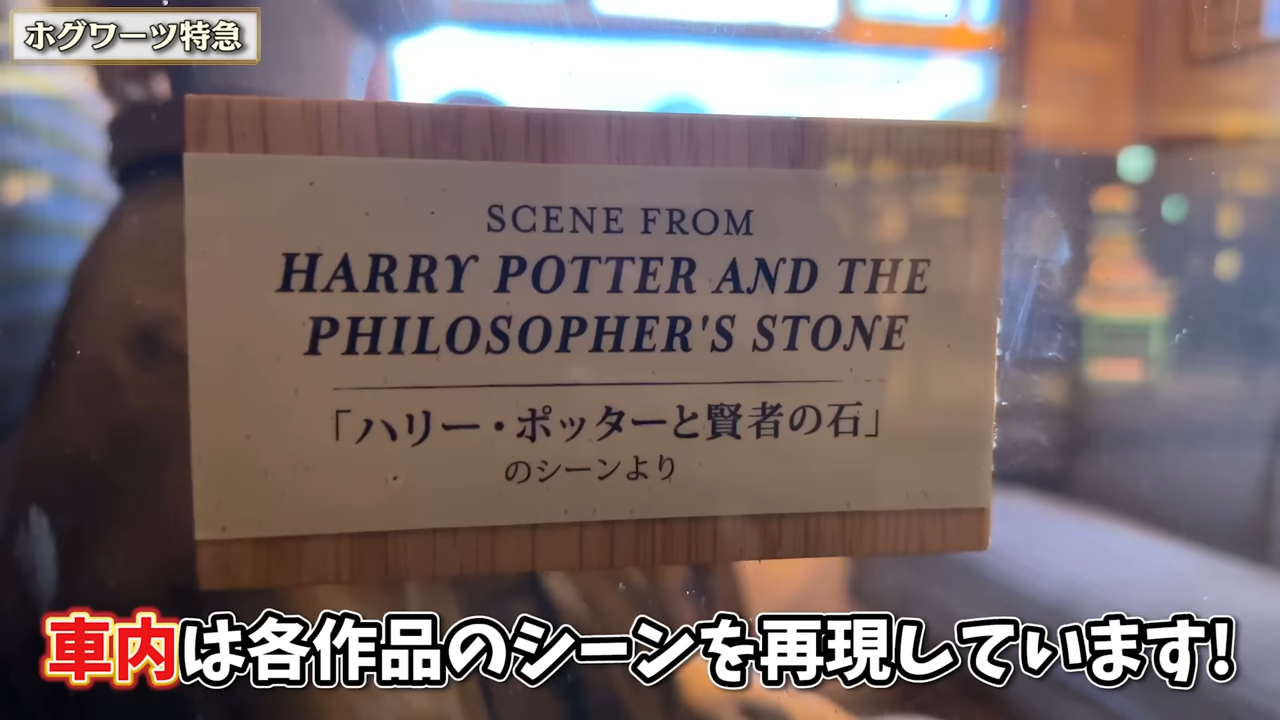 ホグワーツ特急
SCENE FROM
HARRY POTTER AND THE
PHILOSOPHER'S STONE
「ハリー・ポッターと賢者の石」
のシーンより
車内は各作品のシーンを再現しています!